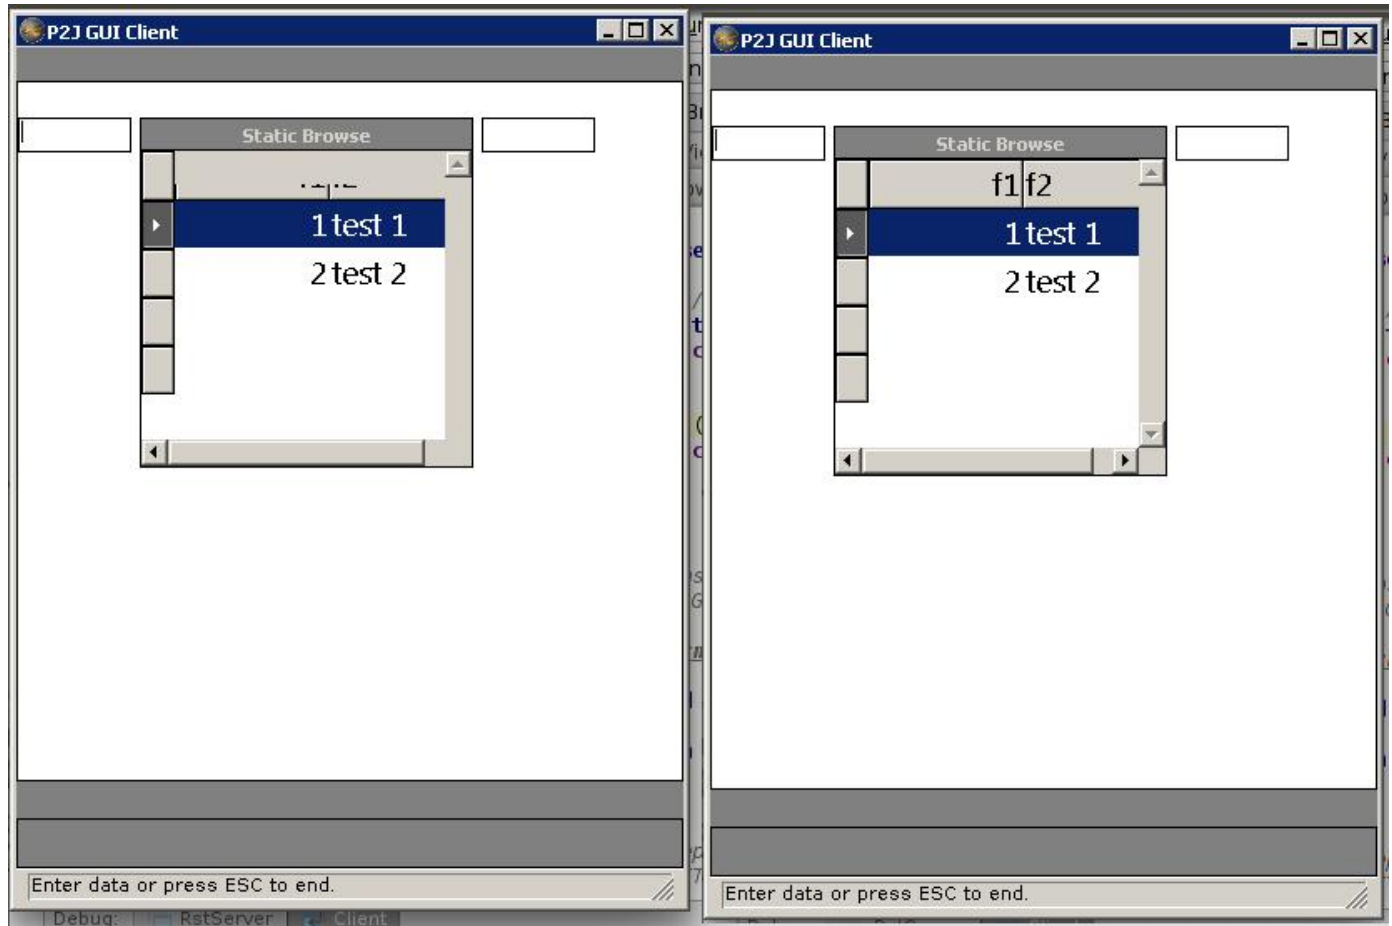 P2J GUI Client
Static Browse
1 test 1
2 test 2
Enter data or press ESC to end.
P2J GUI Client
Static Browse
f1 f2
1 test 1
2 test 2
Enter data or press ESC to end.
Debug: RstServer Client